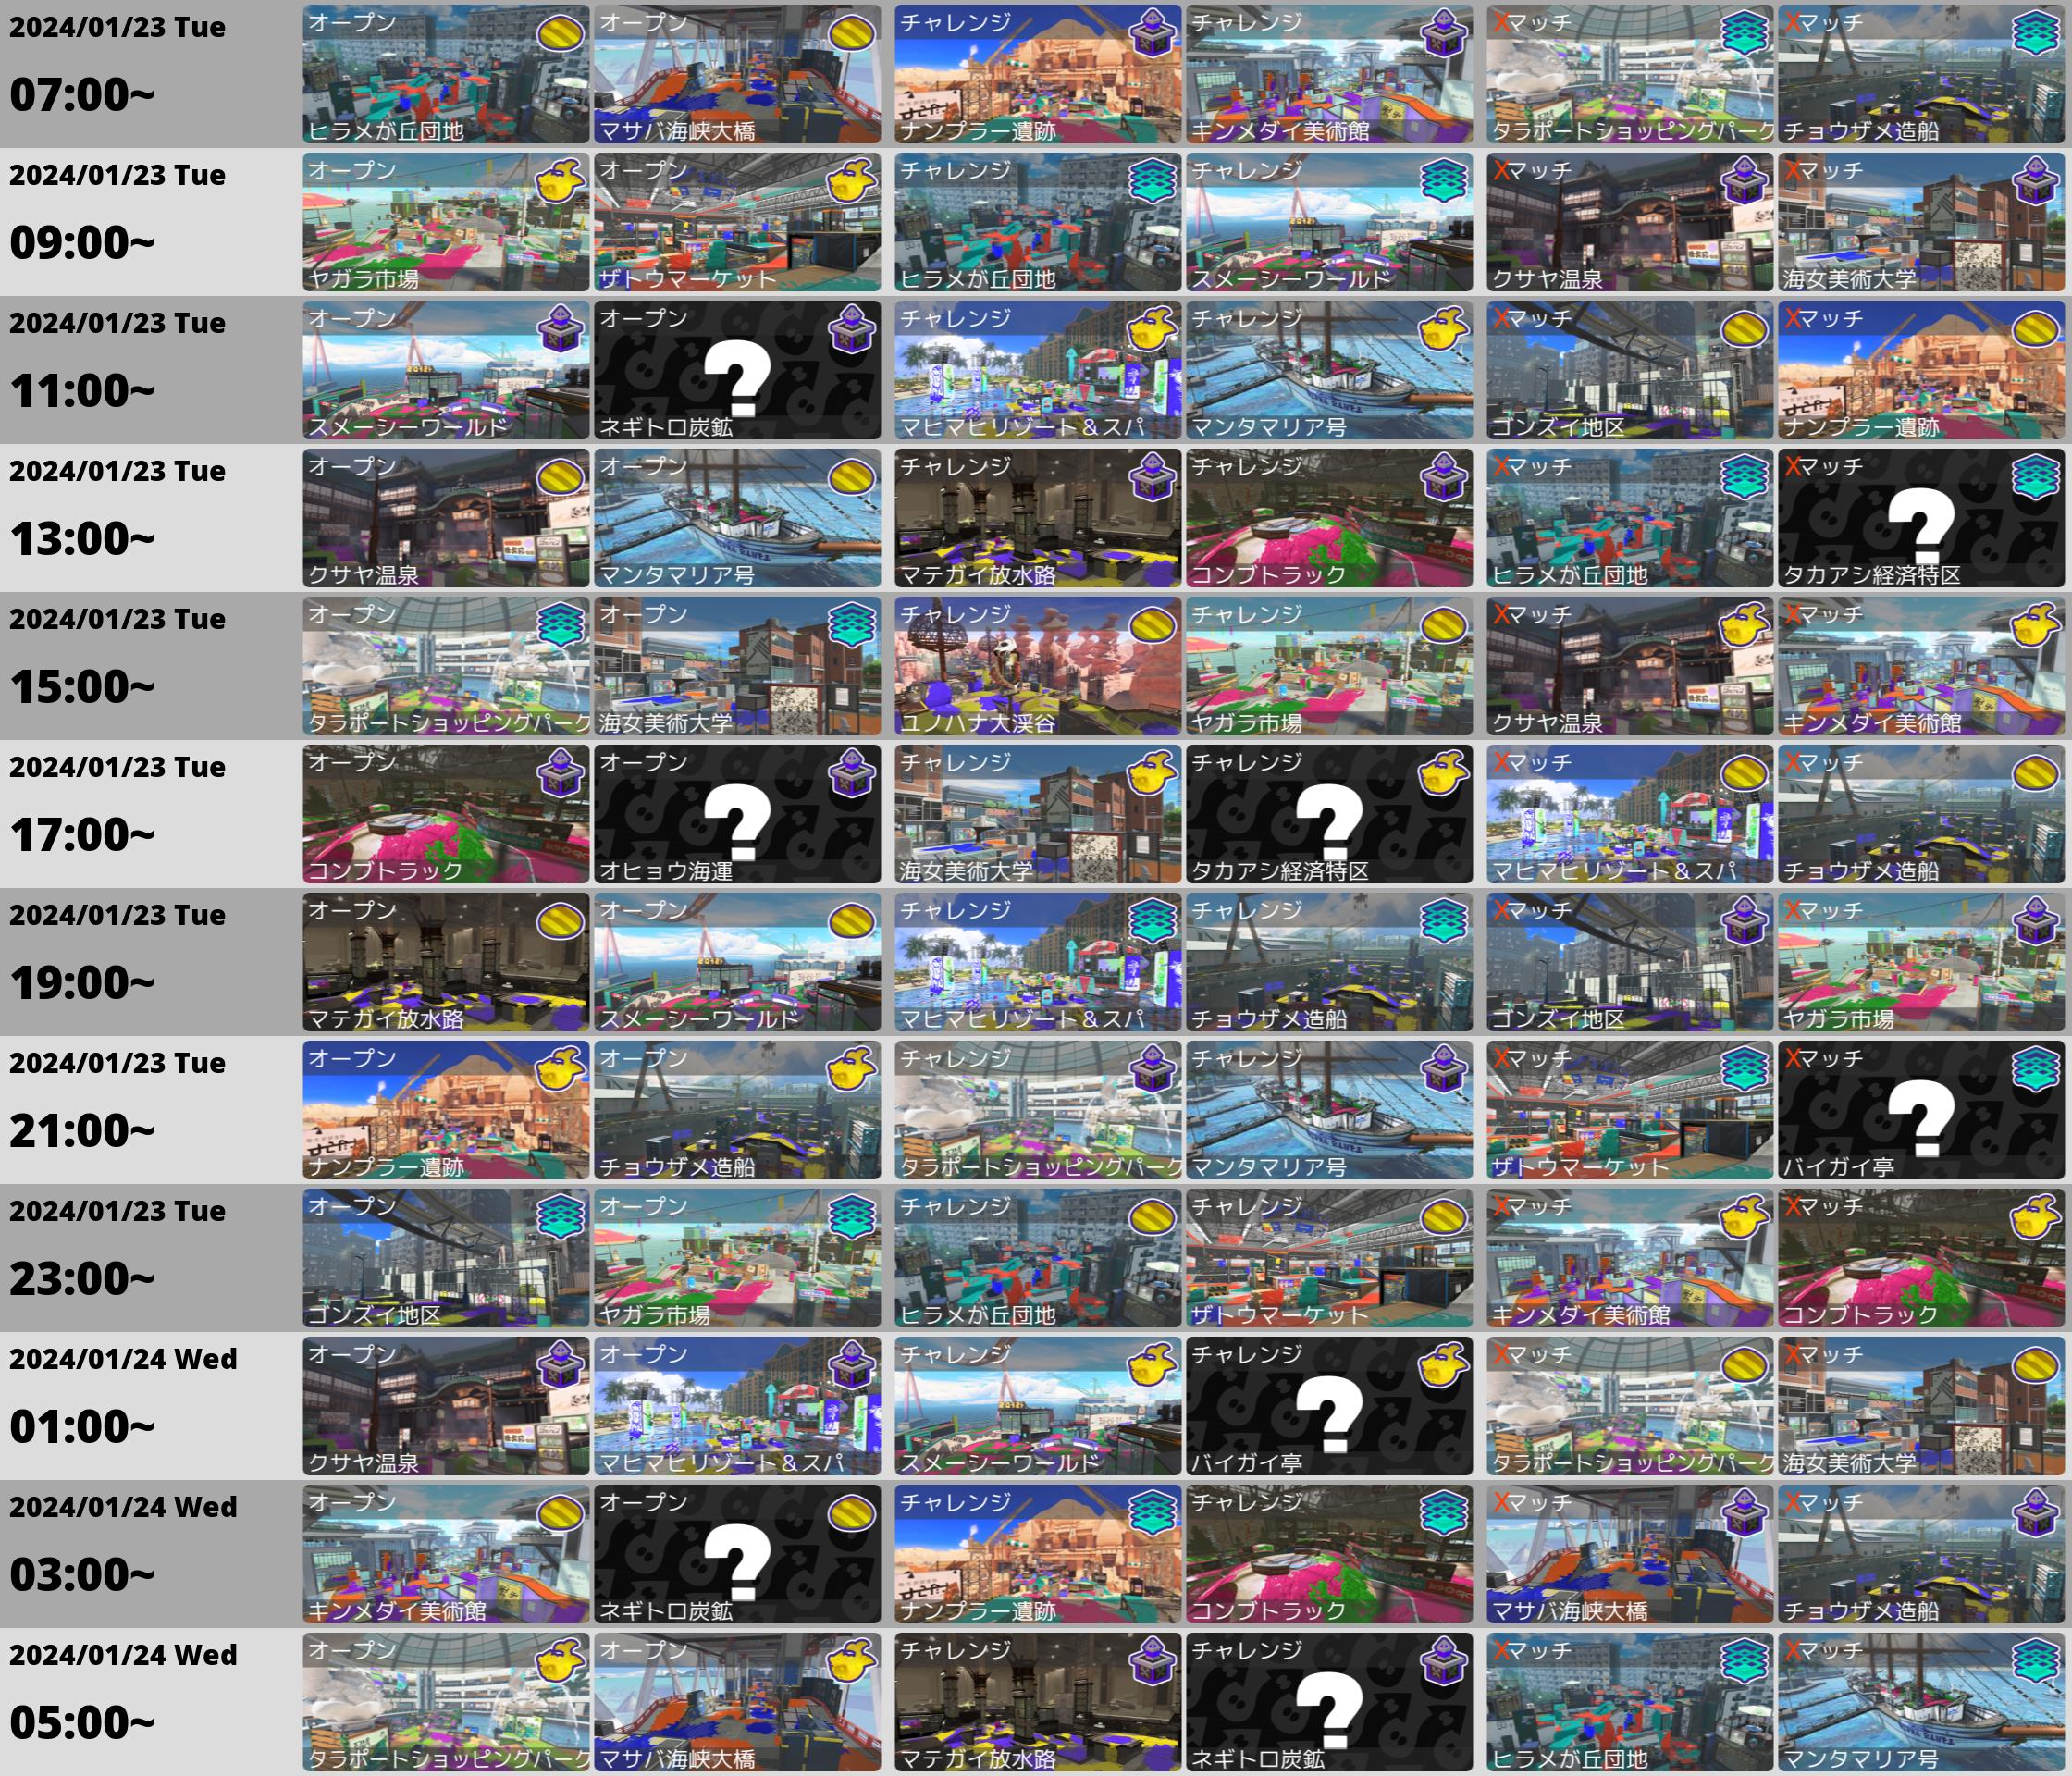 2024/01/23 Tue
07:00~
オープン オープン チャレンジ チャレンジ Xマッチ Xマッチ
ヒラメが丘団地 マサバ海峡大橋 ナンプラー遺跡 キンメダイ美術館 タラポートショッピングパーク チョウザメ造船
2024/01/23 Tue
09:00~
オープン オープン チャレンジ チャレンジ Xマッチ Xマッチ
ヤガラ市場 ザトウマーケット ヒラメが丘団地 スメーシーワールド クサヤ温泉 海女美術大学
2024/01/23 Tue
11:00~
オープン オープン チャレンジ チャレンジ Xマッチ Xマッチ
スメーシーワールド ネギトロ炭鉱 マヒマヒリゾート＆スパ マンタマリア号 ゴンズイ地区 ナンプラー遺跡
2024/01/23 Tue
13:00~
オープン オープン チャレンジ チャレンジ Xマッチ Xマッチ
クサヤ温泉 マンタマリア号 マテガイ放水路 コンブトラック ヒラメが丘団地 タカアシ経済特区
2024/01/23 Tue
15:00~
オープン オープン チャレンジ チャレンジ Xマッチ Xマッチ
タラポートショッピングパーク 海女美術大学 ユノハナ大渓谷 ヤガラ市場 クサヤ温泉 キンメダイ美術館
2024/01/23 Tue
17:00~
オープン オープン チャレンジ チャレンジ Xマッチ Xマッチ
コンブトラック オヒョウ海運 海女美術大学 タカアシ経済特区 マヒマヒリゾート＆スパ チョウザメ造船
2024/01/23 Tue
19:00~
オープン オープン チャレンジ チャレンジ Xマッチ Xマッチ
マテガイ放水路 スメーシーワールド マヒマヒリゾート＆スパ チョウザメ造船 ゴンズイ地区 ヤガラ市場
2024/01/23 Tue
21:00~
オープン オープン チャレンジ チャレンジ Xマッチ Xマッチ
ナンプラー遺跡 チョウザメ造船 タラポートショッピングパーク マンタマリア号 ザトウマーケット バイガイ亭
2024/01/23 Tue
23:00~
オープン オープン チャレンジ チャレンジ Xマッチ Xマッチ
ゴンズイ地区 ヤガラ市場 ヒラメが丘団地 ザトウマーケット キンメダイ美術館 コンブトラック
2024/01/24 Wed
01:00~
オープン オープン チャレンジ チャレンジ Xマッチ Xマッチ
クサヤ温泉 マヒマヒリゾート＆スパ スメーシーワールド バイガイ亭 タラポートショッピングパーク 海女美術大学
2024/01/24 Wed
03:00~
オープン オープン チャレンジ チャレンジ Xマッチ Xマッチ
キンメダイ美術館 ネギトロ炭鉱 ナンプラー遺跡 コンブトラック マサバ海峡大橋 チョウザメ造船
2024/01/24 Wed
05:00~
オープン オープン チャレンジ チャレンジ Xマッチ Xマッチ
タラポートショッピングパーク マサバ海峡大橋 マテガイ放水路 ネギトロ炭鉱 ヒラメが丘団地 マンタマリア号